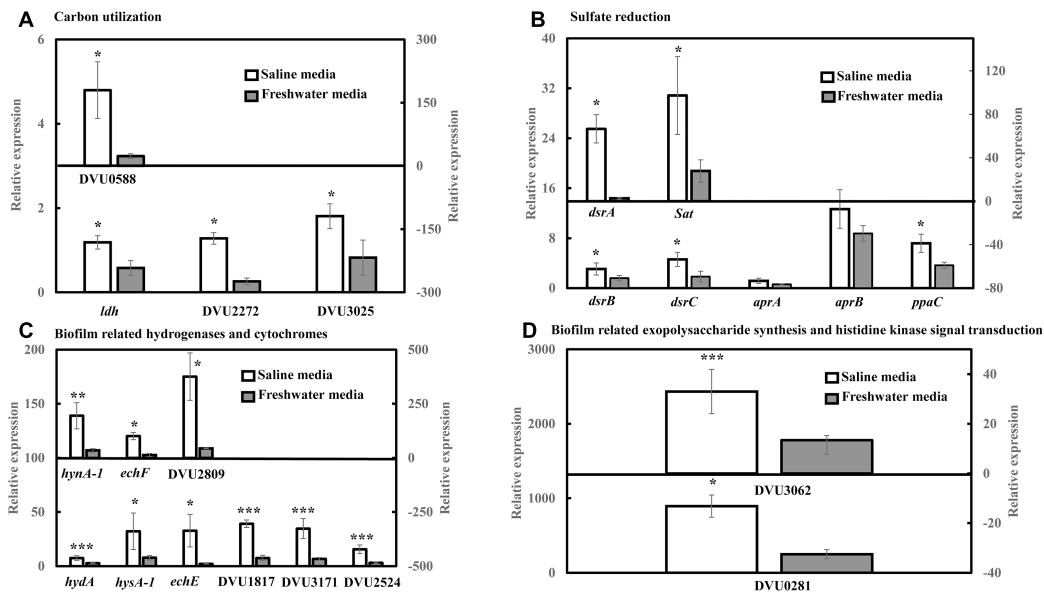 A Carbon utilization
6 300
* Saline media
Freshwater media
4 150
0
DVU0588
2 -150
* * *
0 -300
ldh DVU2272 DVU3025
Relative expression
Relative expression
B Sulfate reduction
40
* Saline media 120
32 Freshwater media
* 80
24
40
16 0
dsrA Sat
8 -40
* * *
0 -80
dsrB dsrC aprA aprB ppaC
Relative expression
Relative expression
C Biofilm related hydrogenases and cytochromes
200 500
* Saline media
Freshwater media
** *
150 250
100 0
hynA-1 echF DVU2809
50 -250
*** * * *** *** ***
0 -500
hydA hysA-1 echE DVU1817 DVU3171 DVU2524
Relative expression
Relative expression
D Biofilm related exopolysaccharide synthesis and histidine kinase signal transduction
3000
*** 40
Saline media
Freshwater media
2000 20
0
DVU3062
1000
* -20
0 -40
DVU0281
Relative expression
Relative expression